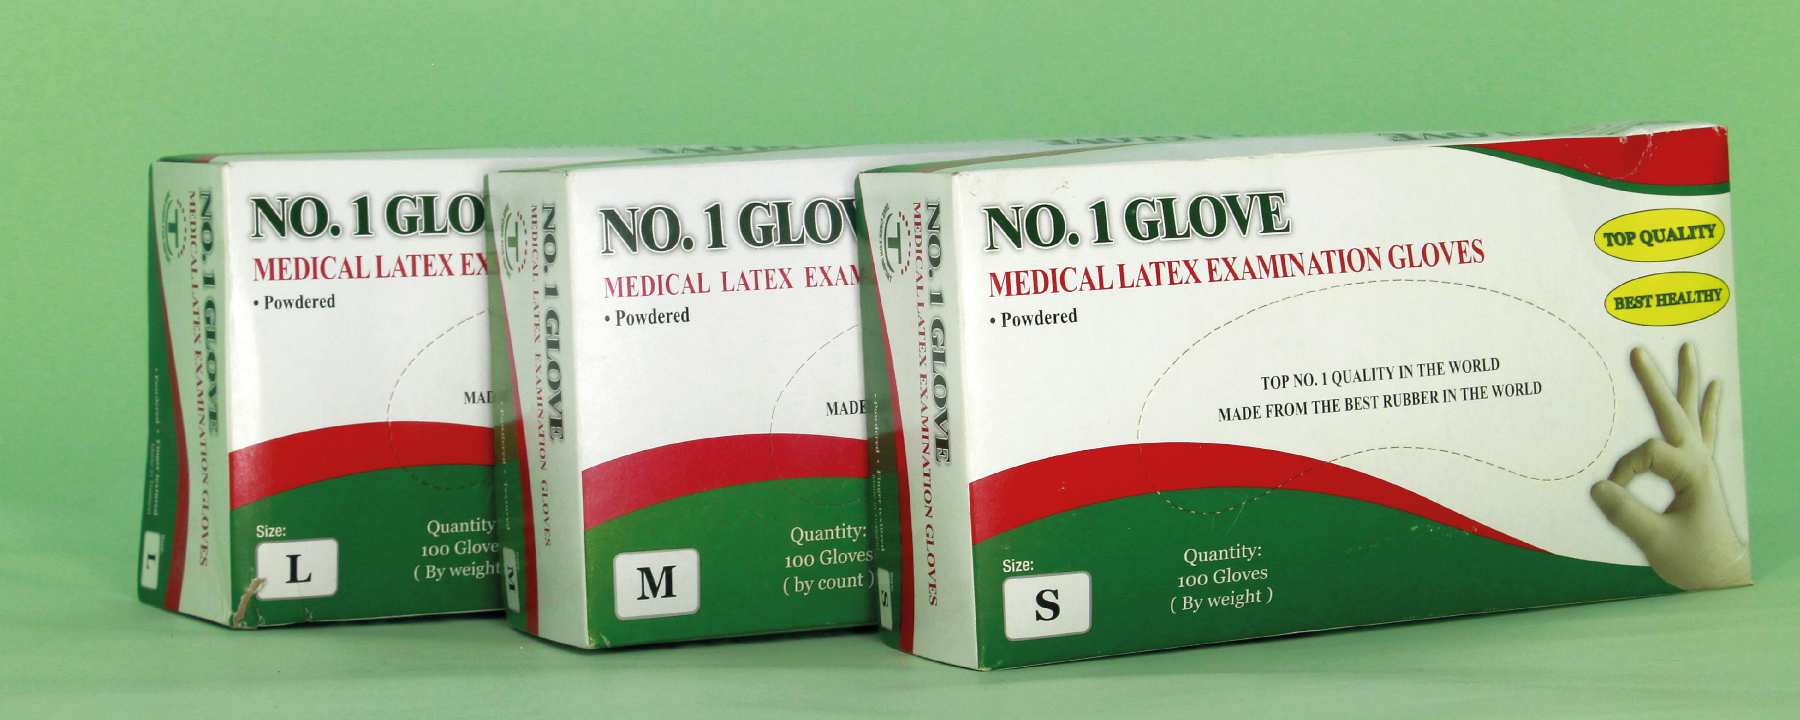 NO. 1 GLO
MEDICAL LATEX EX
• Powdered
MAD
Size:
L
Quantity
100 Glove
( By weight
NO. 1 GLOVE
MEDICAL LATEX EXAMINATION GLOVES
L
NO. 1 GLOV
MEDICAL LATEX EXAM
• Powdered
MADE
Size:
M
Quantity:
100 Gloves
( by count )
NO. 1 GLOVE
MEDICAL LATEX EXAMINATION GLOVES
• Powdered • Textured
M
NO. 1 GLOVE
MEDICAL LATEX EXAMINATION GLOVES
• Powdered
TOP QUALITY
BEST HEALTHY
TOP NO. 1 QUALITY IN THE WORLD
MADE FROM THE BEST RUBBER IN THE WORLD
Size:
S
Quantity:
100 Gloves
( By weight )
NO. 1 GLOVE
MEDICAL LATEX EXAMINATION GLOVES
S